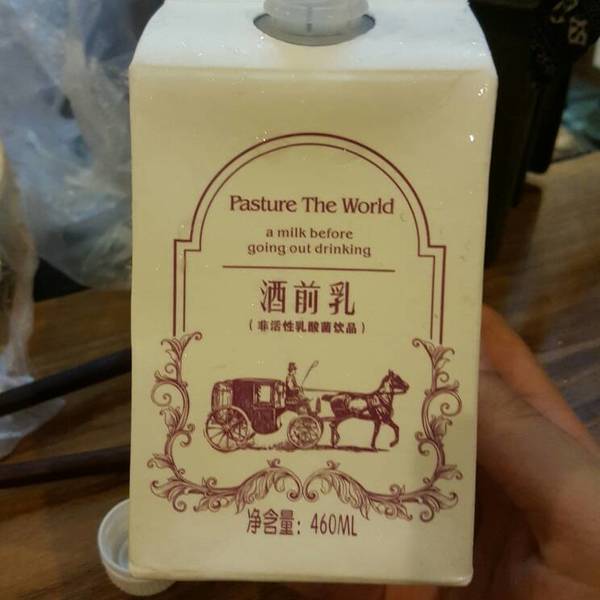 Pasture The World
a milk before
going out drinking
酒前乳
(非活性乳酸菌饮品)
净含量: 460ML